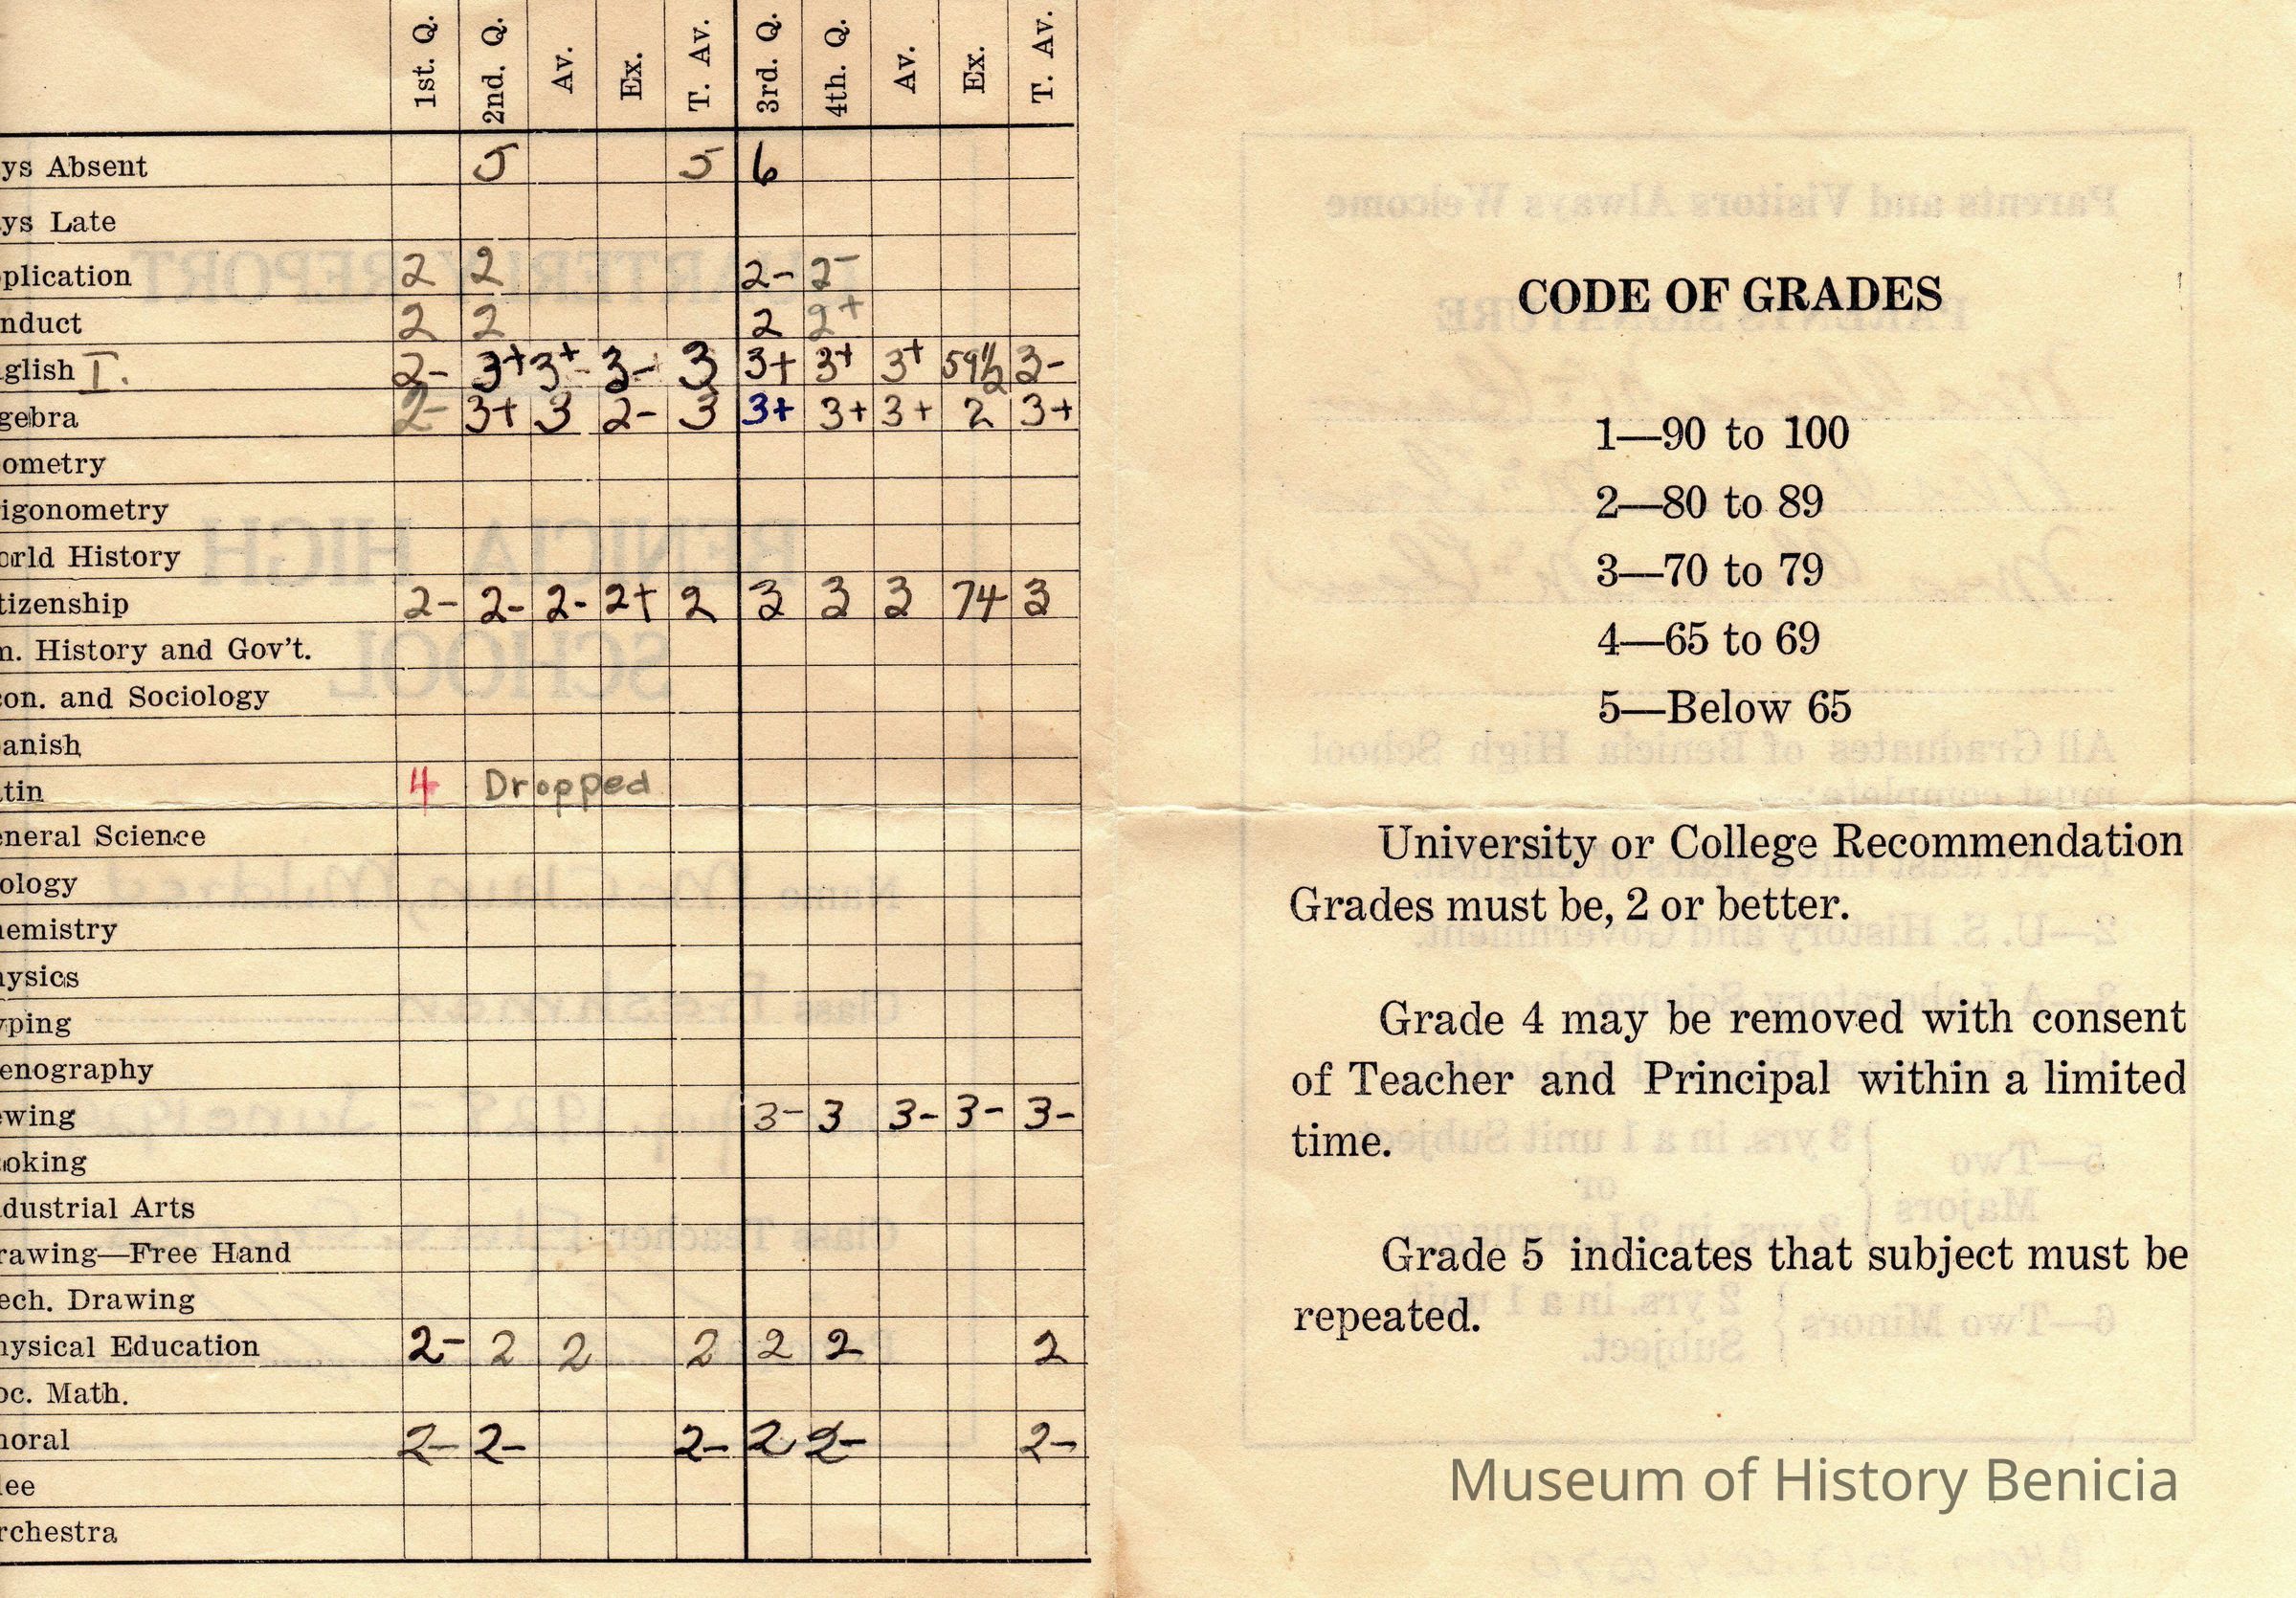 1st. Q. 2nd. Q. Av. Ex. T. Av. 3rd. Q. 4th. Q. Av. Ex. T. Av.
ys Absent 5 5 6
ys Late
plication 2 2 2- 2-
nduct 2 2 2 2+
glish I. 2- 3+ 3+ 3- 3 3+ 3+ 3+ 59½ 3-
gebra 2- 3+ 3 2- 3 3+ 3+ 3+ 2 3+
ometry
igonometry
orld History
tizenship 2- 2- 2- 2+ 2 3 3 3 74 3
m. History and Gov't.
con. and Sociology
anish
tin 4 Dropped
eneral Science
ology
hemistry
hysics
yping
enography
ewing 3- 3 3- 3- 3-
ooking
dustrial Arts
rawing—Free Hand
ech. Drawing
hysical Education 2- 2 2 2 2 2 2
oc. Math.
horal 2- 2- 2- 2 2- 2-
lee
rchestra
CODE OF GRADES
1—90 to 100
2—80 to 89
3—70 to 79
4—65 to 69
5—Below 65
University or College Recommendation
Grades must be, 2 or better.
Grade 4 may be removed with consent
of Teacher and Principal within a limited
time.
Grade 5 indicates that subject must be
repeated.
Museum of History Benicia